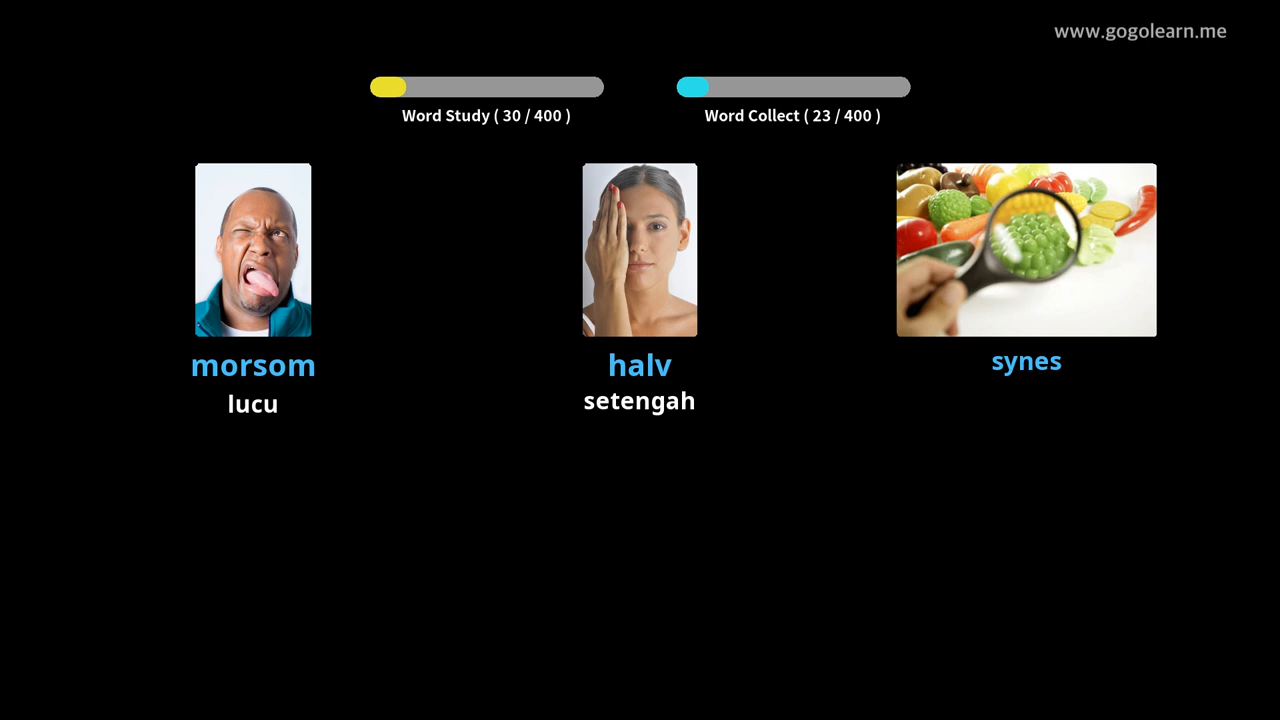 www.gogolearn.me
Word Study ( 30 / 400 )
Word Collect ( 23 / 400 )
morsom
halv
synes
lucu
setengah